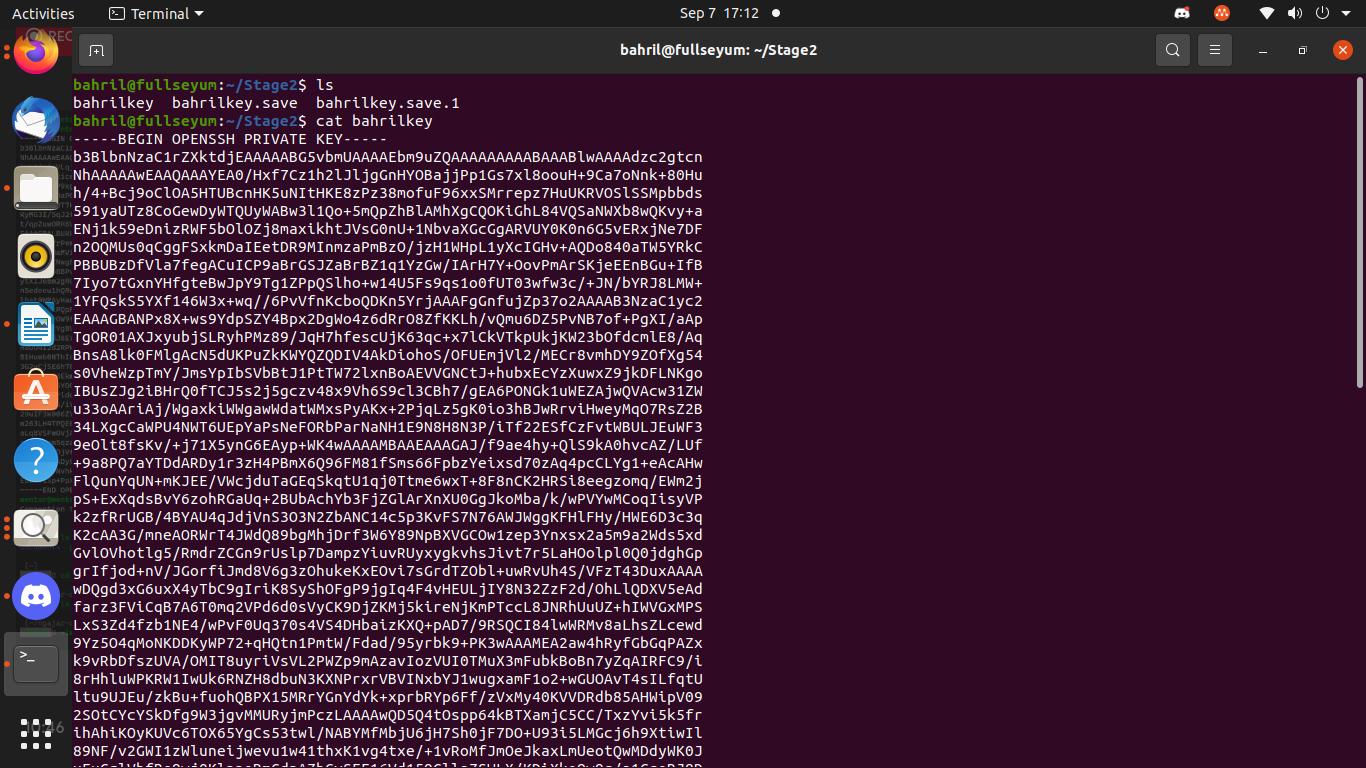 Activities
Terminal
Sep 7 17:12
REC
bahril@fullseyum: ~/Stage2
bahril@fullseyum:~/Stage2$ ls
bahrilkey bahrilkey.save bahrilkey.save.1
bahril@fullseyum:~/Stage2$ cat bahrilkey
-----BEGIN OPENSSH PRIVATE KEY-----
b3BlbnNzaC1rZXktdjEAAAAABG5vbmUAAAAEbm9uZQAAAAAAAAABAAABlwAAAAdzc2gtcn
NhAAAAAwEAAQAAAYEA0/Hxf7Cz1h2lJljgGnHYOBajjPp1Gs7xl8oouH+9Ca7oNnk+80Hu
h/4+Bcj9oClOA5HTUBcnHK5uNItHKE8zPz38mofuF96xxSMrrepz7HuUKRVOSlSSMpbbds
591yaUTz8CoGewDyWTQUyWABw3l1Qo+5mQpZhBlAMhXgCQOKiGhL84VQSaNWXb8wQKvy+a
ENj1k59eDnizRWF5bOlOZj8maxikhtJVsG0nU+1NbvaXGcGgARVUY0K0n6G5vERxjNe7DF
n2OQMUs0qCggFSxkmDaIEetDR9MInmzaPmBzO/jzH1WHpL1yXcIGHv+AQDo840aTW5YRkC
PBBUBzDfVla7fegACuICP9aBrGSJZaBrBZ1q1YzGw/IArH7Y+OovPmArSKjeEEnBGu+IfB
7Iyo7tGxnYHfgteBwJpY9Tg1ZPpQSlho+w14U5Fs9qs1o0fUT03wfw3c/+JN/bYRJ8LMW+
1YFQskS5YXf146W3x+wq//6PvVfnKcboQDKn5YrjAAAFgGnfujZp37o2AAAAB3NzaC1yc2
EAAAGBANPx8X+ws9YdpSZY4Bpx2DgWo4z6dRrO8ZfKKLh/vQmu6DZ5PvNB7of+PgXI/aAp
TgOR01AXJxyubjSLRyhPMz89/JqH7hfescUjK63qc+x7lCkVTkpUkjKW23bOfdcmlE8/Aq
BnsA8lk0FMlgAcN5dUKPuZkKWYQZQDIV4AkDiohoS/OFUEmjVl2/MECr8vmhDY9ZOfXg54
s0VheWzpTmY/JmsYpIbSVbBtJ1PtTW72lxnBoAEVVGNCtJ+hubxEcYzXuwxZ9jkDFLNKgo
IBUsZJg2iBHrQ0fTCJ5s2j5gczv48x9Vh6S9cl3CBh7/gEA6PONGk1uWEZAjwQVAcw31ZW
u33oAAriAj/WgaxkiWWgawWdatWMxsPyAKx+2PjqLz5gK0io3hBJwRrviHweyMqO7RsZ2B
34LXgcCaWPU4NWT6UEpYaPsNeFORbParNaNH1E9N8H8N3P/iTf22ESfCzFvtWBULJEuWF3
9eOlt8fsKv/+j71X5ynG6EAyp+WK4wAAAAMBAAEAAAGAJ/f9ae4hy+QlS9kA0hvcAZ/LUf
+9a8PQ7aYTDdARDy1r3zH4PBmX6Q96FM81fSms66FpbzYeixsd70zAq4pcCLYg1+eAcAHw
FlQunYqUN+mKJEE/VWcjduTaGEqSkqtU1qj0Ttme6wxT+8F8nCK2HRSi8eegzomq/EWm2j
pS+ExXqdsBvY6zohRGaUq+2BUbAchYb3FjZGlArXnXU0GgJkoMba/k/wPVYwMCoqIisyVP
k2zfRrUGB/4BYAU4qJdjVnS3O3N2ZbANC14c5p3KvFS7N76AWJWggKFHlFHy/HWE6D3c3q
K2cAA3G/mneAORWrT4JWdQ89bgMhjDrf3W6Y89NpBXVGCOw1zep3Ynxsx2a5m9a2Wds5xd
GvlOVhotlg5/RmdrZCGn9rUslp7DampzYiuvRUyxygkvhsJivt7r5LaHOolpl0Q0jdghGp
grIfjod+nV/JGorfiJmd8V6g3zOhukeKxEOvi7sGrdTZObl+uwRvUh4S/VFzT43DuxAAAA
wDQgd3xG6uxX4yTbC9gIriK8SyShOFgP9jgIq4F4vHEULjIY8N32ZzF2d/OhLlQDXV5eAd
farz3FViCqB7A6T0mq2VPd6d0sVyCK9DjZKMj5kireNjKmPTccL8JNRhUuUZ+hIWVGxMPS
LxS3Zd4fzb1NE4/wPvF0Uq370s4VS4DHbaizKXQ+pAD7/9RSQCI84lwWRMv8aLhsZLcewd
9Yz5O4qMoNKDDKyWP72+qHQtn1PmtW/Fdad/95yrbk9+PK3wAAAMEA2aw4hRyfGbGqPAZx
k9vRbDfszUVA/OMIT8uyriVsVL2PWZp9mAzavIozVUI0TMuX3mFubkBoBn7yZqAIRFC9/i
8rHhluWPKRW1IwUk6RNZH8dbuN3KXNPrxrVBVINxbYJ1wugxamF1o2+wGUOAvT4sILfqtU
ltu9UJEu/zkBu+fuohQBPX15MRrYGnYdYk+xprbRYp6Ff/zVxMy40KVVDRdb85AHWipV09
2SOtCYcYSkDfg9W3jgvMMURyjmPczLAAAAwQD5Q4tOspp64kBTXamjC5CC/TxzYvi5k5fr
ihAhiKOyKUVc6TOX65YgCs53twl/NABYMfMbjU6jH7Sh0jF7DO+U93i5LMGcj6h9XtiwIl
89NF/v2GWI1zWluneijwevu1w41thxK1vg4txe/+1vRoMfJmOeJkaxLmUeotQwMDdyWK0J